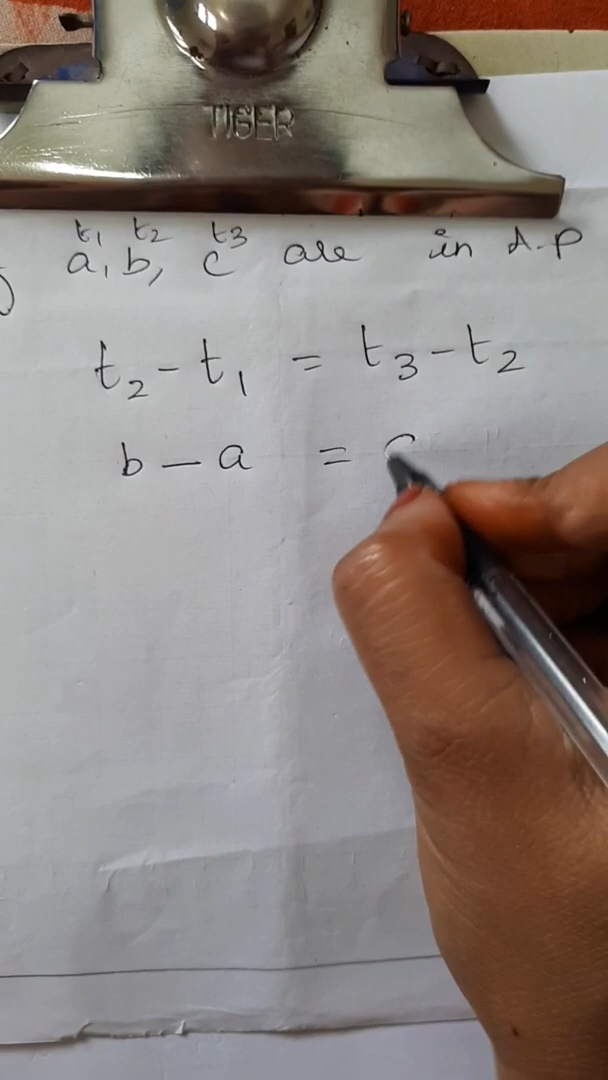 TIGER
t₁ t₂ t₃
a, b, c are in A.P
t₂ - t₁ = t₃ - t₂
b - a = c